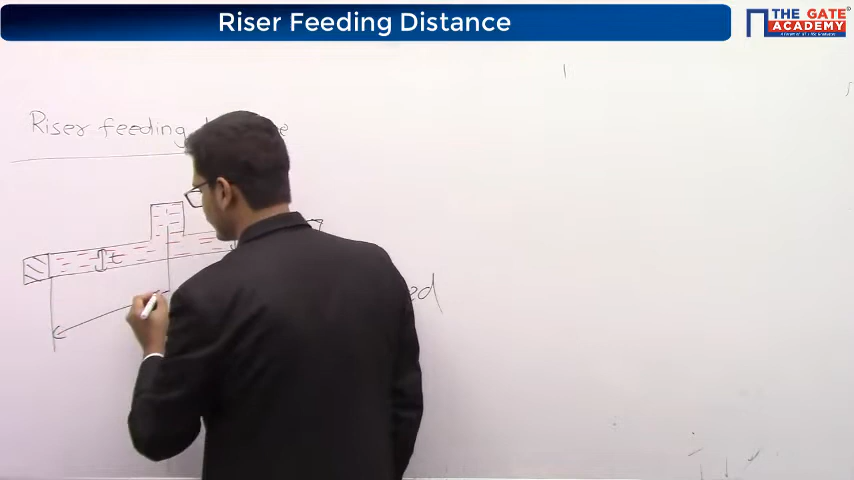 Riser Feeding Distance
THE GATE
ACADEMY
Riser feeding
t
ed